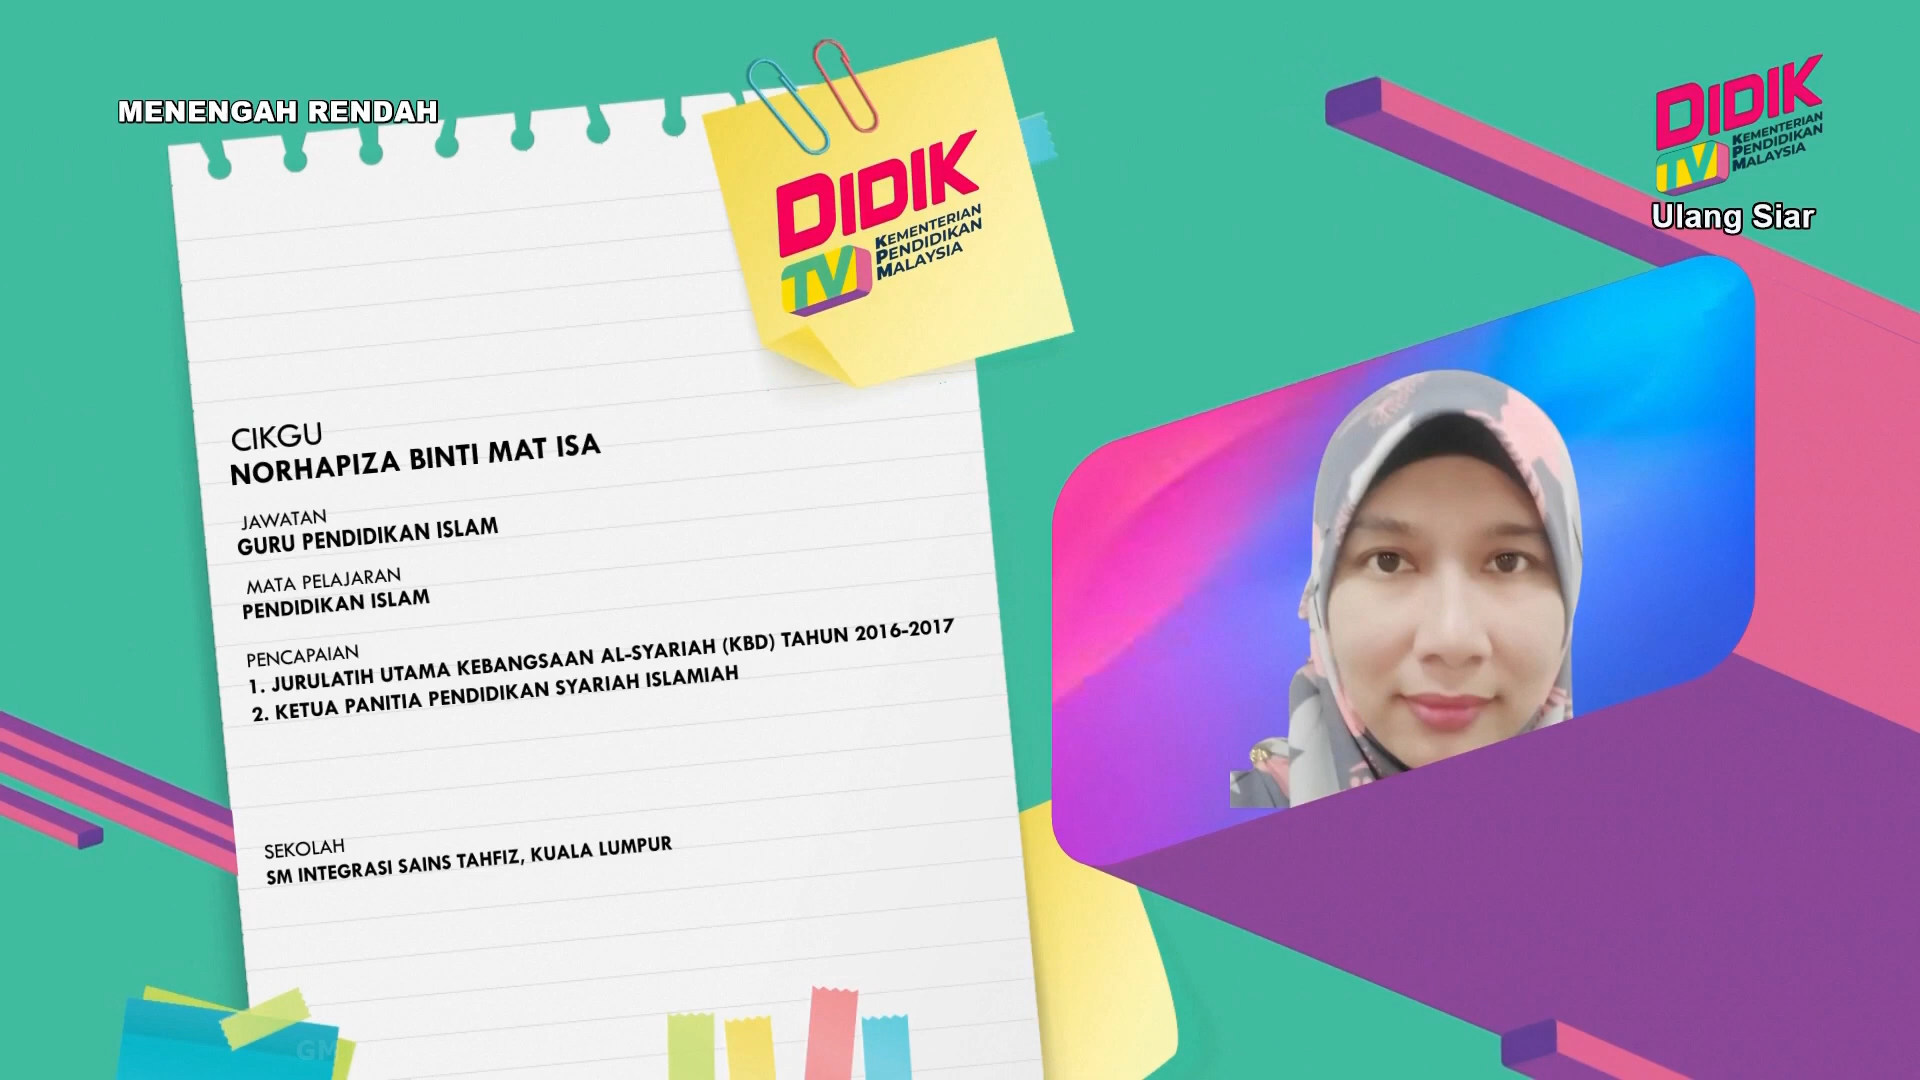 MENENGAH RENDAH
DIDIK
TV
KEMENTERIAN
PENDIDIKAN
MALAYSIA
DIDIK
TV
KEMENTERIAN
PENDIDIKAN
MALAYSIA
Ulang Siar
CIKGU
NORHAPIZA BINTI MAT ISA
JAWATAN
GURU PENDIDIKAN ISLAM
MATA PELAJARAN
PENDIDIKAN ISLAM
PENCAPAIAN
1. JURULATIH UTAMA KEBANGSAAN AL-SYARIAH (KBD) TAHUN 2016-2017
2. KETUA PANITIA PENDIDIKAN SYARIAH ISLAMIAH
SEKOLAH
SM INTEGRASI SAINS TAHFIZ, KUALA LUMPUR